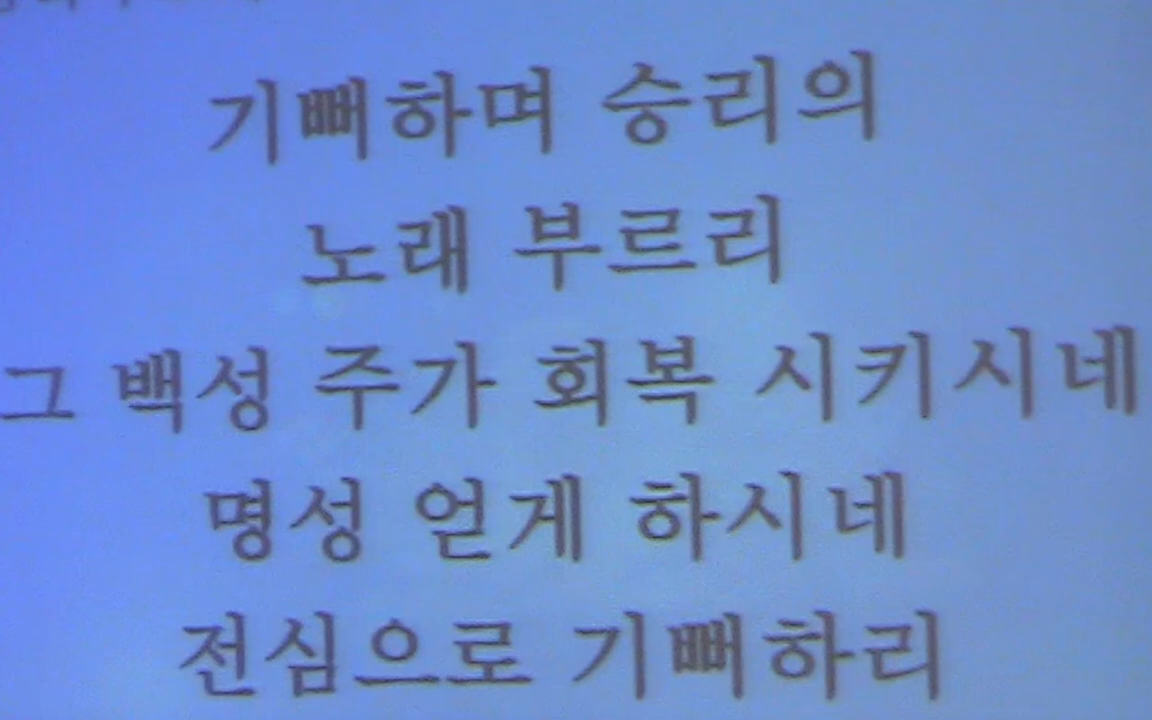 기뻐하며 승리의
노래 부르리
그 백성 주가 회복 시키시네
명성 얻게 하시네
전심으로 기뻐하리